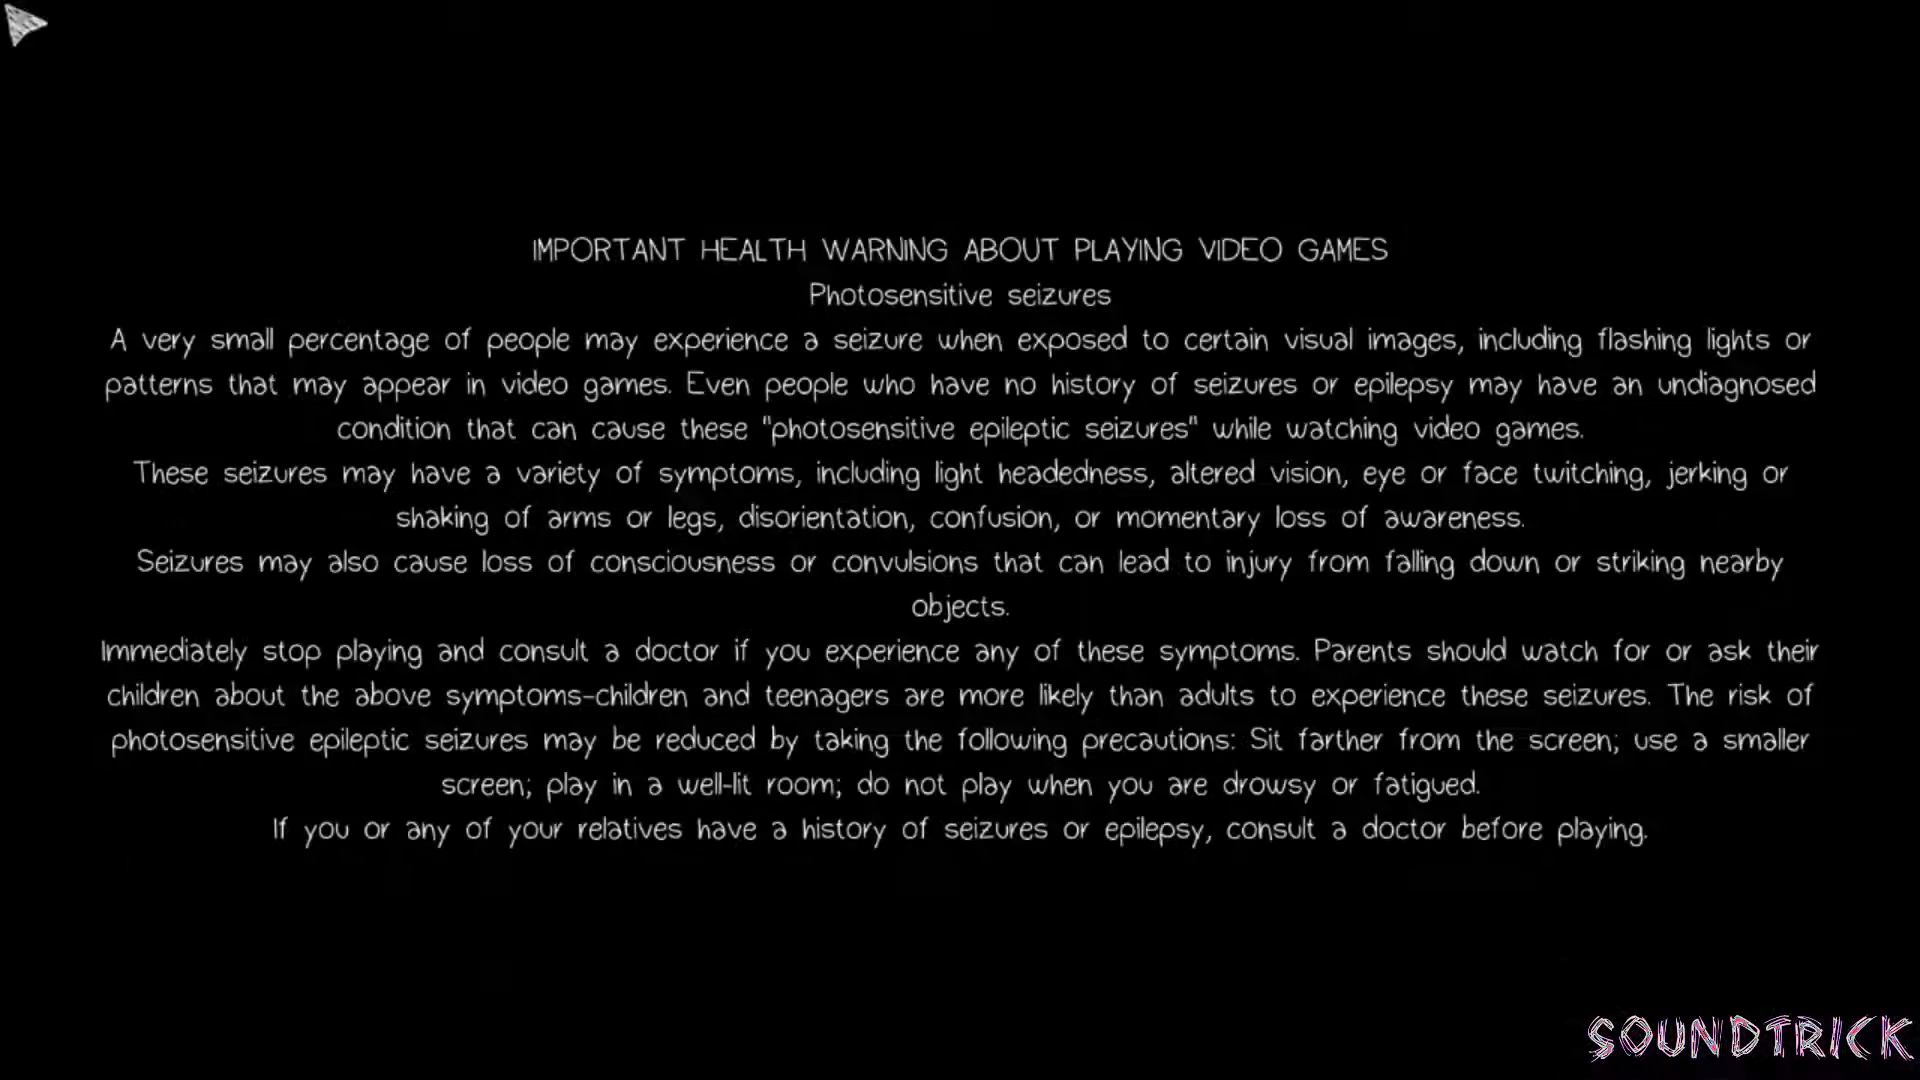 IMPORTANT HEALTH WARNING ABOUT PLAYING VIDEO GAMES
Photosensitive seizures
A very small percentage of people may experience a seizure when exposed to certain visual images, including flashing lights or
patterns that may appear in video games. Even people who have no history of seizures or epilepsy may have an undiagnosed
condition that can cause these "photosensitive epileptic seizures" while watching video games.
These seizures may have a variety of symptoms, including light headedness, altered vision, eye or face twitching, jerking or
shaking of arms or legs, disorientation, confusion, or momentary loss of awareness.
Seizures may also cause loss of consciousness or convulsions that can lead to injury from falling down or striking nearby
objects.
Immediately stop playing and consult a doctor if you experience any of these symptoms. Parents should watch for or ask their
children about the above symptoms-children and teenagers are more likely than adults to experience these seizures. The risk of
photosensitive epileptic seizures may be reduced by taking the following precautions: Sit farther from the screen; use a smaller
screen; play in a well-lit room; do not play when you are drowsy or fatigued.
If you or any of your relatives have a history of seizures or epilepsy, consult a doctor before playing.
SOUNDTRICK